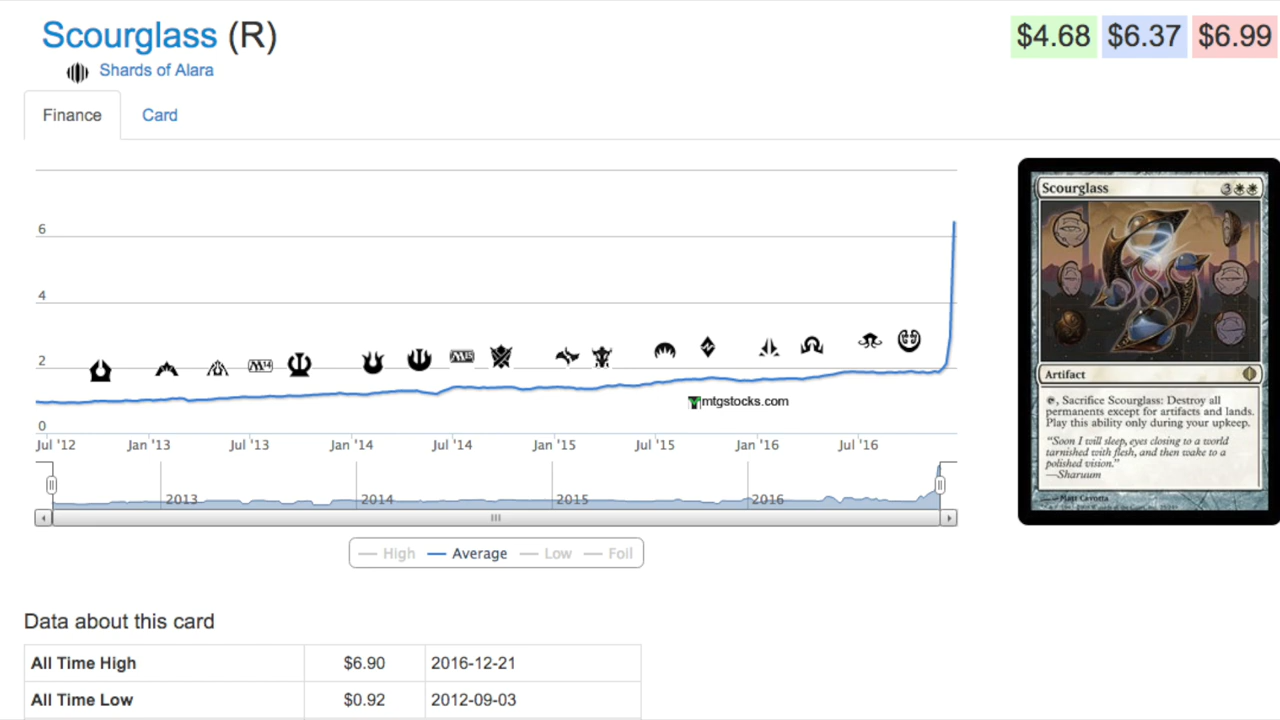 Scourglass (R)
$4.68 $6.37 $6.99
Shards of Alara
Finance
Card
6
4
2
0
M14
M15
mtgstocks.com
Jul '12 Jan '13 Jul '13 Jan '14 Jul '14 Jan '15 Jul '15 Jan '16 Jul '16
2013 2014 2015 2016
High Average Low Foil
Scourglass 3
Artifact
, Sacrifice Scourglass: Destroy all
permanents except for artifacts and lands.
Play this ability only during your upkeep.
"Soon I will sleep, eyes closing to a world
tarnished with flesh, and then wake to a
polished vision."
—Sharuum
Matt Cavotta
Data about this card
All Time High $6.90 2016-12-21
All Time Low $0.92 2012-09-03